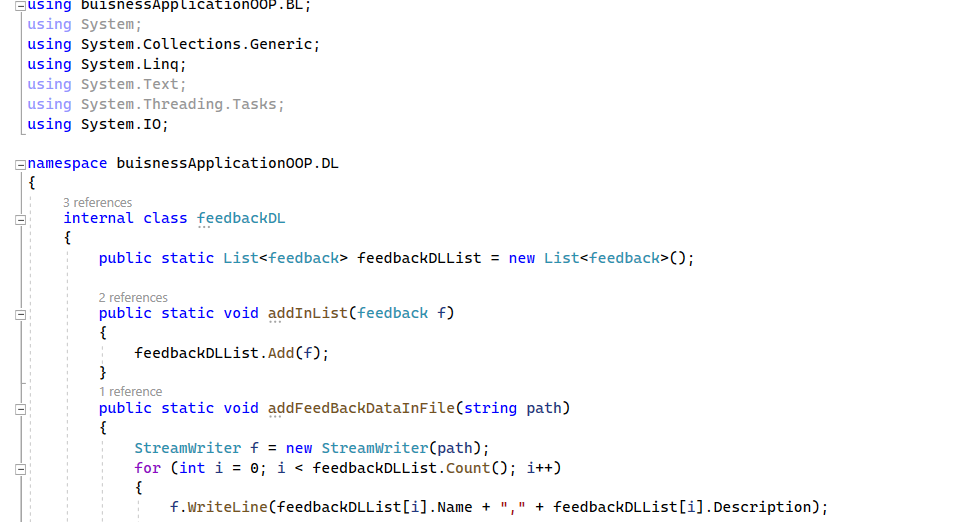 using buisnessApplicationOOP.BL;
using System;
using System.Collections.Generic;
using System.Linq;
using System.Text;
using System.Threading.Tasks;
using System.IO;
namespace buisnessApplicationOOP.DL
{
3 references
internal class feedbackDL
{
public static List<feedback> feedbackDLList = new List<feedback>();
2 references
public static void addInList(feedback f)
{
feedbackDLList.Add(f);
}
1 reference
public static void addFeedBackDataInFile(string path)
{
StreamWriter f = new StreamWriter(path);
for (int i = 0; i < feedbackDLList.Count(); i++)
{
f.WriteLine(feedbackDLList[i].Name + "," + feedbackDLList[i].Description);